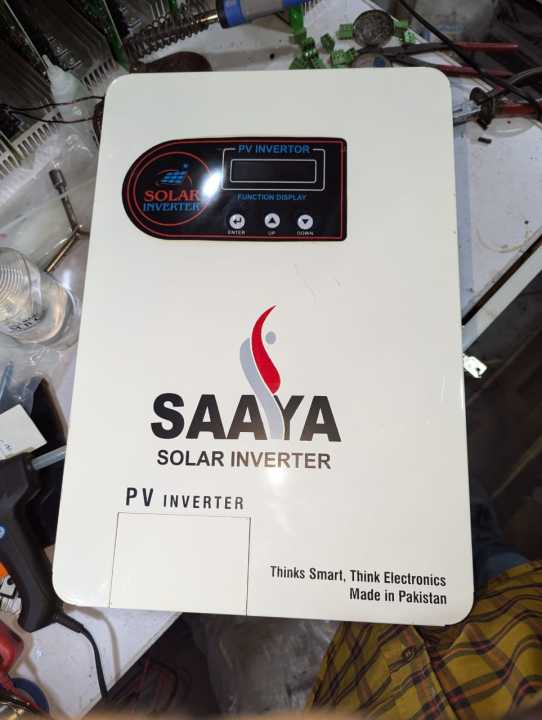 PV INVERTOR
SOLAR
INVERTER
FUNCTION DISPLAY
ENTER
UP
DOWN
SAAYA
SOLAR INVERTER
PV INVERTER
Thinks Smart, Think Electronics
Made in Pakistan